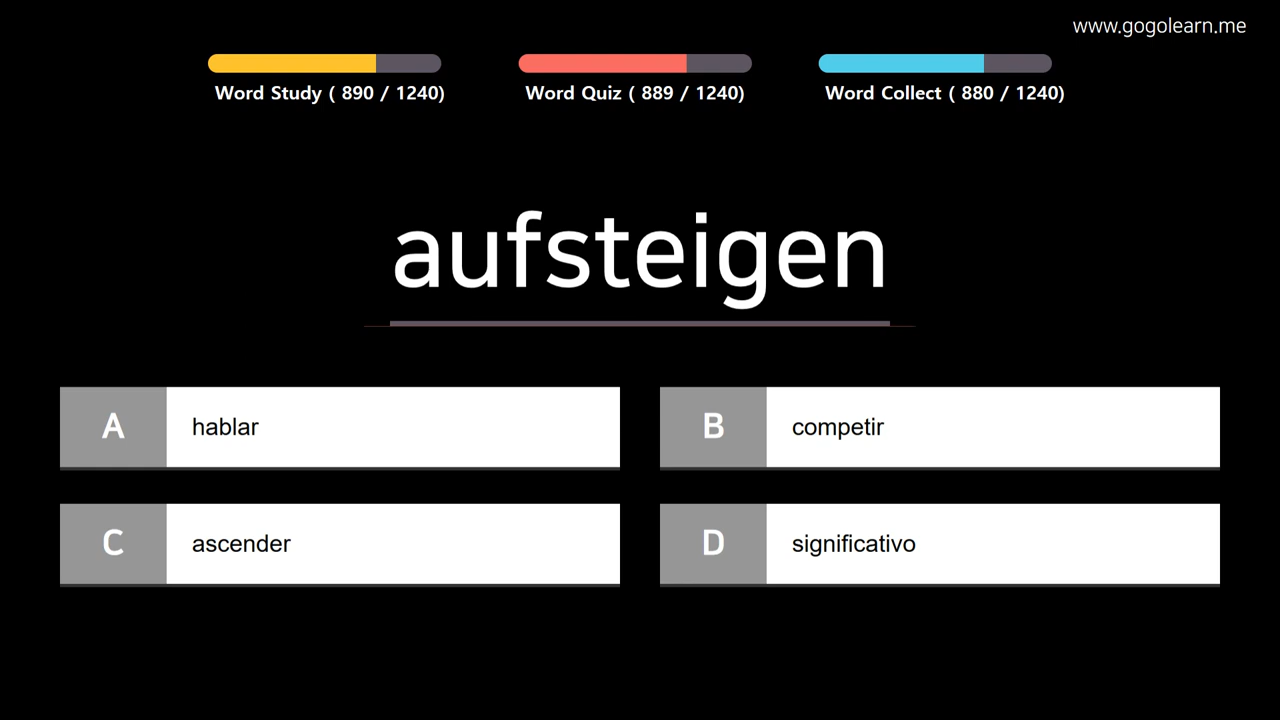 www.gogolearn.me
Word Study ( 890 / 1240)
Word Quiz ( 889 / 1240)
Word Collect ( 880 / 1240)
aufsteigen
A hablar
B competir
C ascender
D significativo